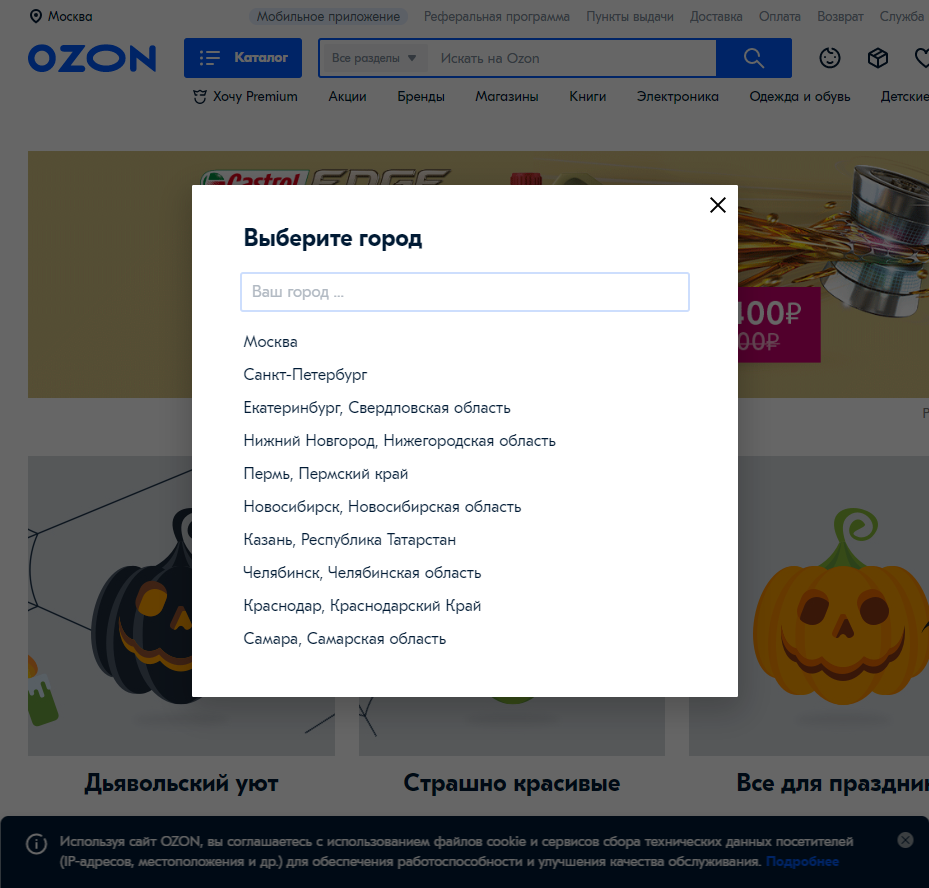 Москва
Мобильное приложение
Реферальная программа
Пункты выдачи
Доставка
Оплата
Возврат
Служба
OZON
Каталог
Все разделы
Искать на Ozon
Хочу Premium
Акции
Бренды
Магазины
Книги
Электроника
Одежда и обувь
Детские
Castrol EDGE
Выберите город
Ваш город ...
400₽
00₽
Москва
Санкт-Петербург
Екатеринбург, Свердловская область
Нижний Новгород, Нижегородская область
Пермь, Пермский край
Новосибирск, Новосибирская область
Казань, Республика Татарстан
Челябинск, Челябинская область
Краснодар, Краснодарский Край
Самара, Самарская область
Дьявольский уют
Страшно красивые
Все для праздни
Используя сайт OZON, вы соглашаетесь с использованием файлов cookie и сервисов сбора технических данных посетителей
(IP-адресов, местоположения и др.) для обеспечения работоспособности и улучшения качества обслуживания. Подробнее